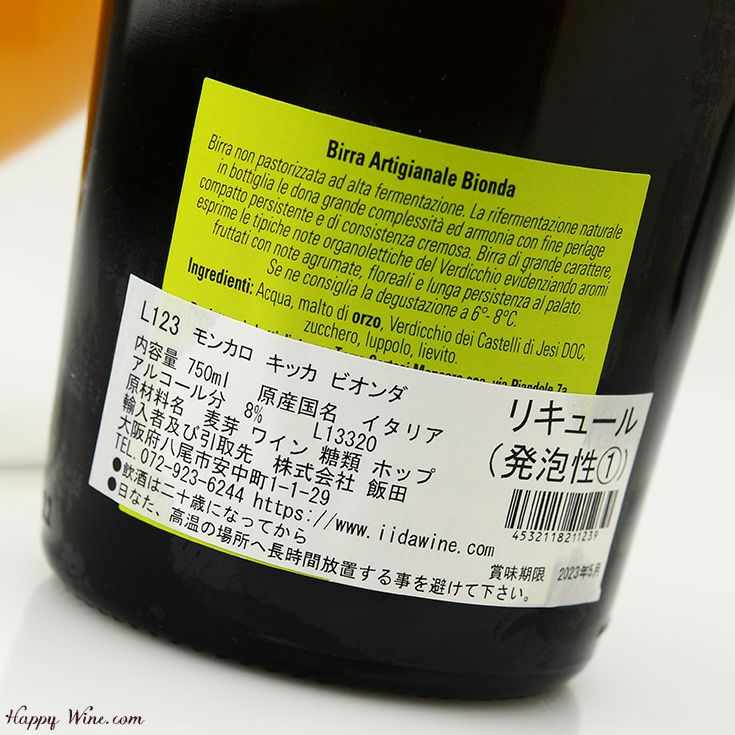 Birra Artigianale Bionda
Birra non pastorizzata ad alta fermentazione. La rifermentazione naturale
in bottiglia le dona grande complessità ed armonia con fine perlage
compatto persistente e di consistenza cremosa. Birra di grande carattere,
esprime le tipiche note organolettiche del Verdicchio evidenziando aromi
fruttati con note agrumate, floreali e lunga persistenza al palato.
Se ne consiglia la degustazione a 6°- 8°C.
Ingredienti: Acqua, malto di orzo, Verdicchio dei Castelli di Jesi DOC,
zucchero, luppolo, lievito.
L123 モンカロ キッカ ビオンダ
内容量 750ml 原産国名 イタリア
アルコール分 8% L13320
原材料名 麦芽 ワイン 糖類 ホップ
輸入者及び引取先 株式会社 飯田
大阪府八尾市安中町1-1-29
TEL 072-923-6244 https://www.iidawine.com
●飲酒は二十歳になってから
●日なた、高温の場所へ長時間放置する事を避けて下さい。
リキュール
(発泡性①)
4532118211239
賞味期限 2023年5月
Happy Wine.com